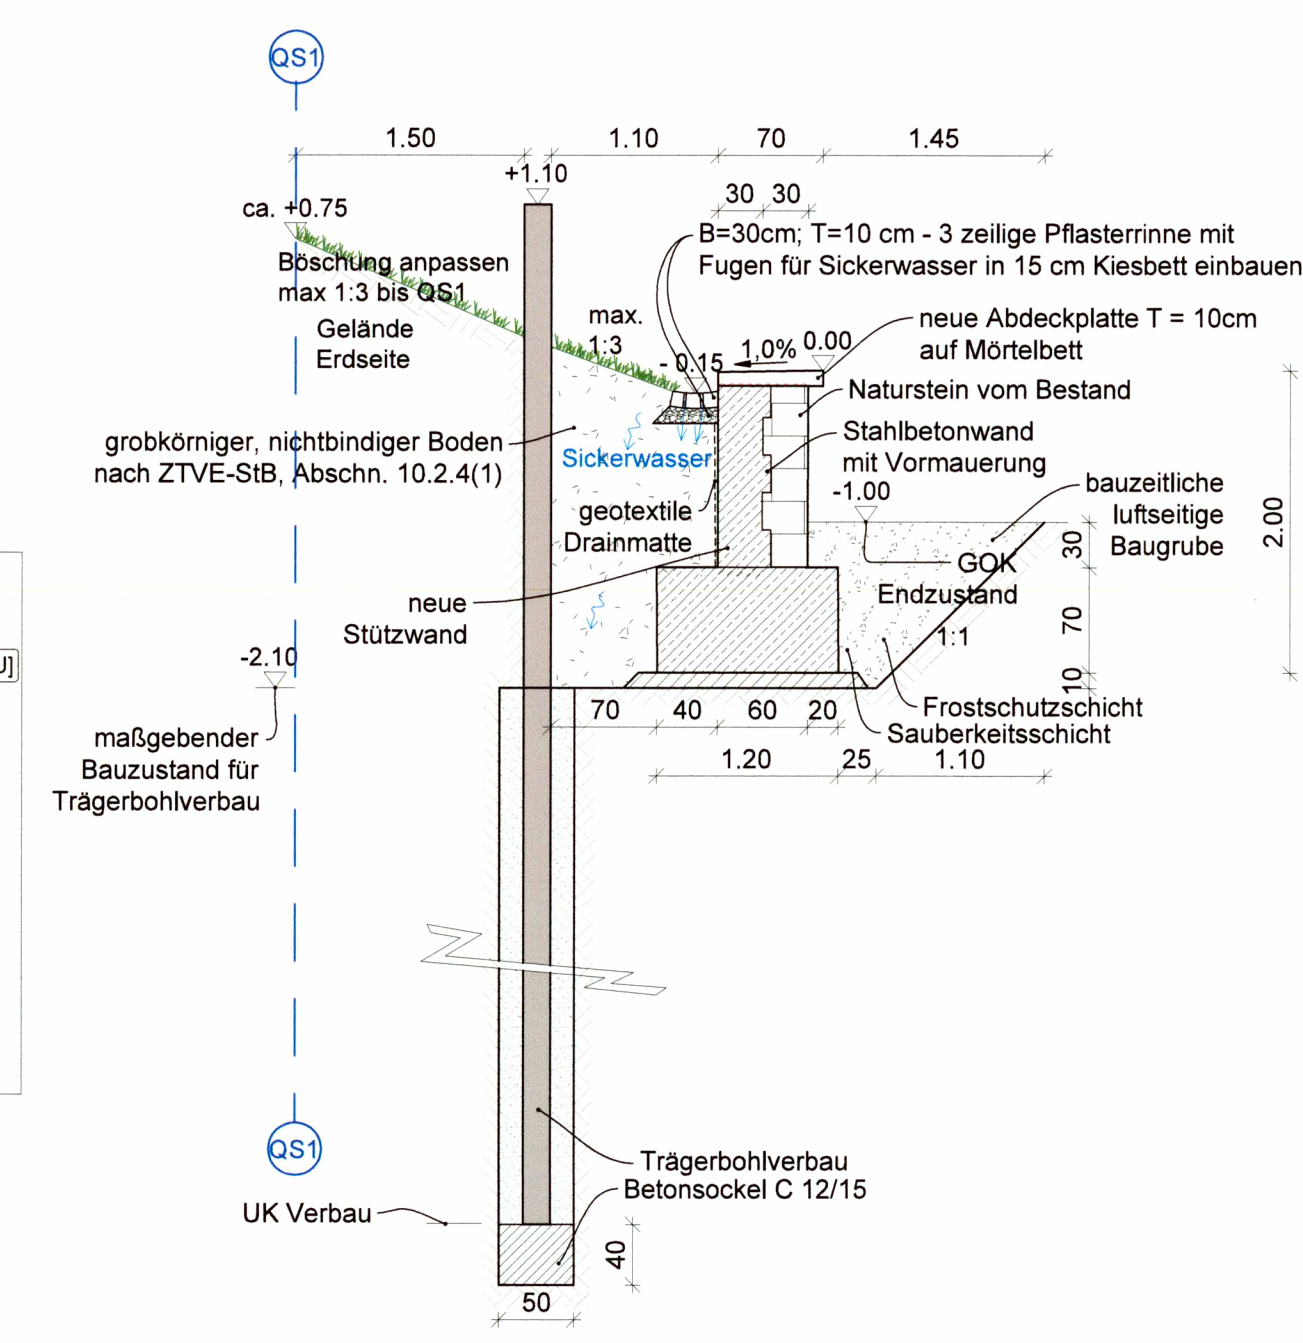 QS1
1.50
1.10
70
1.45
+1.10
ca. +0.75
30
30
B=30cm; T=10 cm - 3 zeilige Pflasterrinne mit
Fugen für Sickerwasser in 15 cm Kiesbett einbauen
Böschung anpassen
max 1:3 bis QS1
Gelände
Erdseite
max.
1:3
- 0.15
1,0%
0.00
neue Abdeckplatte T = 10cm
auf Mörtelbett
Naturstein vom Bestand
Stahlbetonwand
mit Vormauerung
grobkörniger, nichtbindiger Boden
nach ZTVE-StB, Abschn. 10.2.4(1)
Sickerwasser
-1.00
bauzeitliche
luftseitige
Baugrube
geotextile
Drainmatte
2.00
30
GOK
Endzustand
neue
Stützwand
70
1:1
-2.10
U]
10
70
40
60
20
Frostschutzschicht
Sauberkeitsschicht
maßgebender
Bauzustand für
Trägerbohlverbau
1.20
25
1.10
QS1
Trägerbohlverbau
Betonsockel C 12/15
UK Verbau
40
50